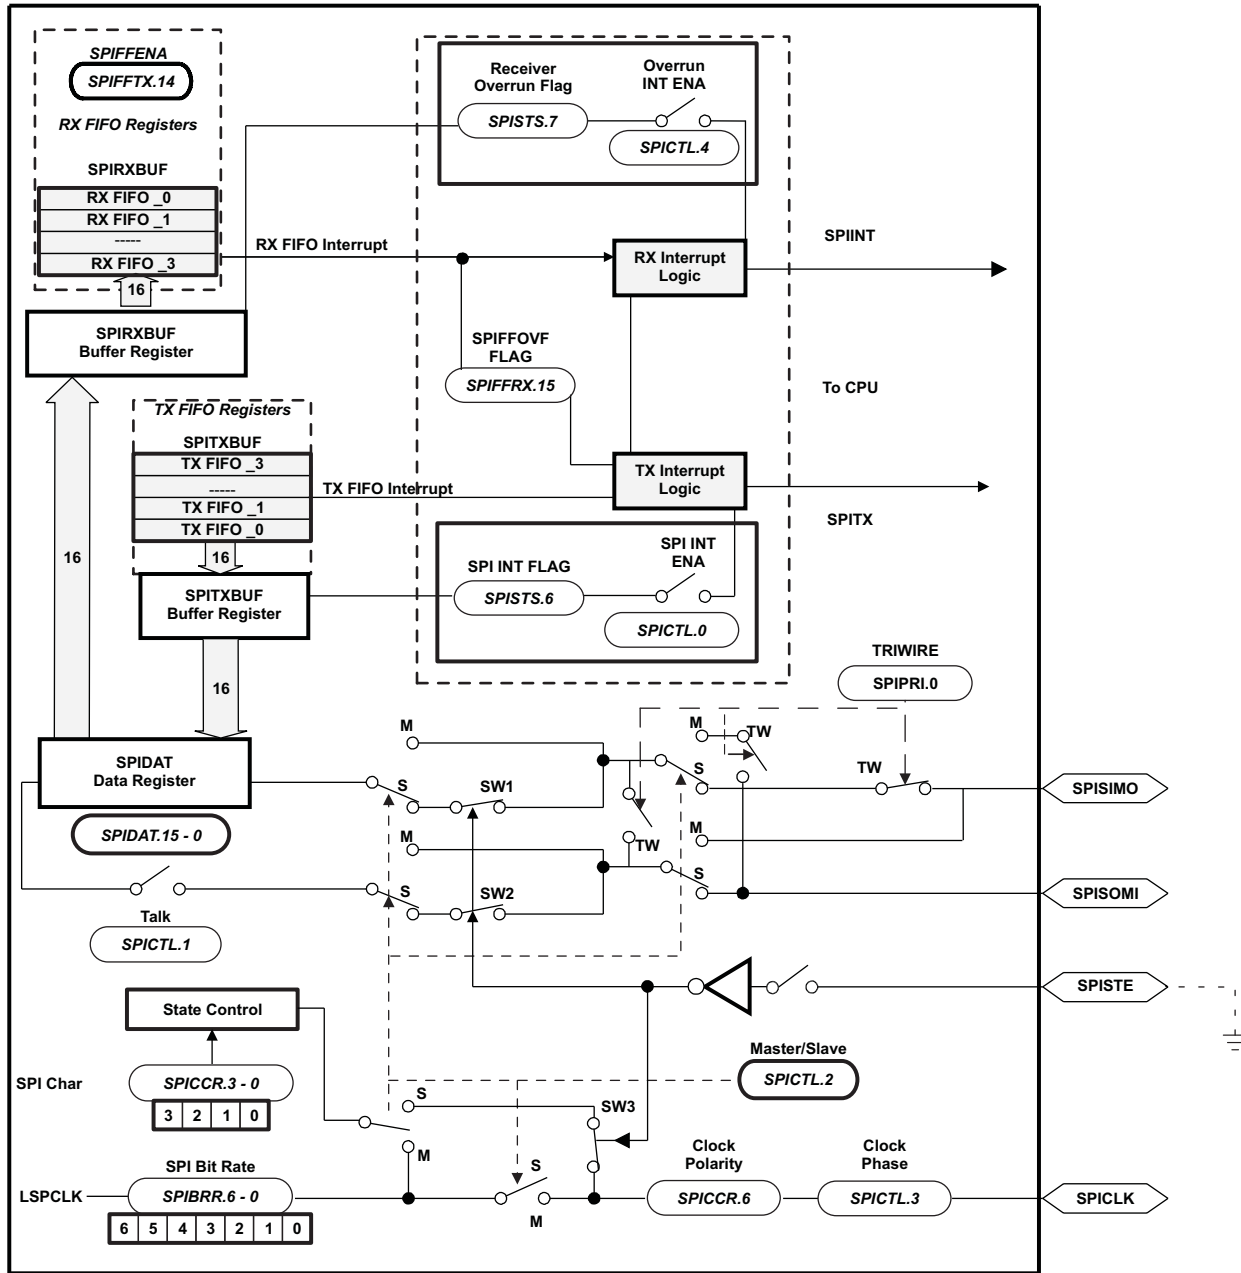 SPIFFENA
SPIFFTX.14
RX FIFO Registers
SPIRXBUF
RX FIFO _0
RX FIFO _1
-----
RX FIFO _3
16
SPIRXBUF
Buffer Register
Receiver
Overrun Flag
SPISTS.7
Overrun
INT ENA
SPICTL.4
RX FIFO Interrupt
RX Interrupt
Logic
SPIINT
SPIFFOVF
FLAG
SPIFFRX.15
To CPU
TX FIFO Registers
SPITXBUF
TX FIFO _3
-----
TX FIFO _1
TX FIFO _0
TX FIFO Interrupt
TX Interrupt
Logic
SPITX
16
16
SPITXBUF
Buffer Register
SPI INT FLAG
SPISTS.6
SPI INT
ENA
SPICTL.0
16
TRIWIRE
SPIPRI.0
SPIDAT
Data Register
SPIDAT.15 - 0
M
S
SW1
M
TW
S
TW
SPISIMO
M
S
SW2
TW
M
S
SPISOMI
Talk
SPICTL.1
SPISTE
State Control
Master/Slave
SPICTL.2
SPI Char
SPICCR.3 - 0
3 2 1 0
S
SW3
M
SPI Bit Rate
LSPCLK
SPIBRR.6 - 0
6 5 4 3 2 1 0
S
M
Clock
Polarity
SPICCR.6
Clock
Phase
SPICTL.3
SPICLK